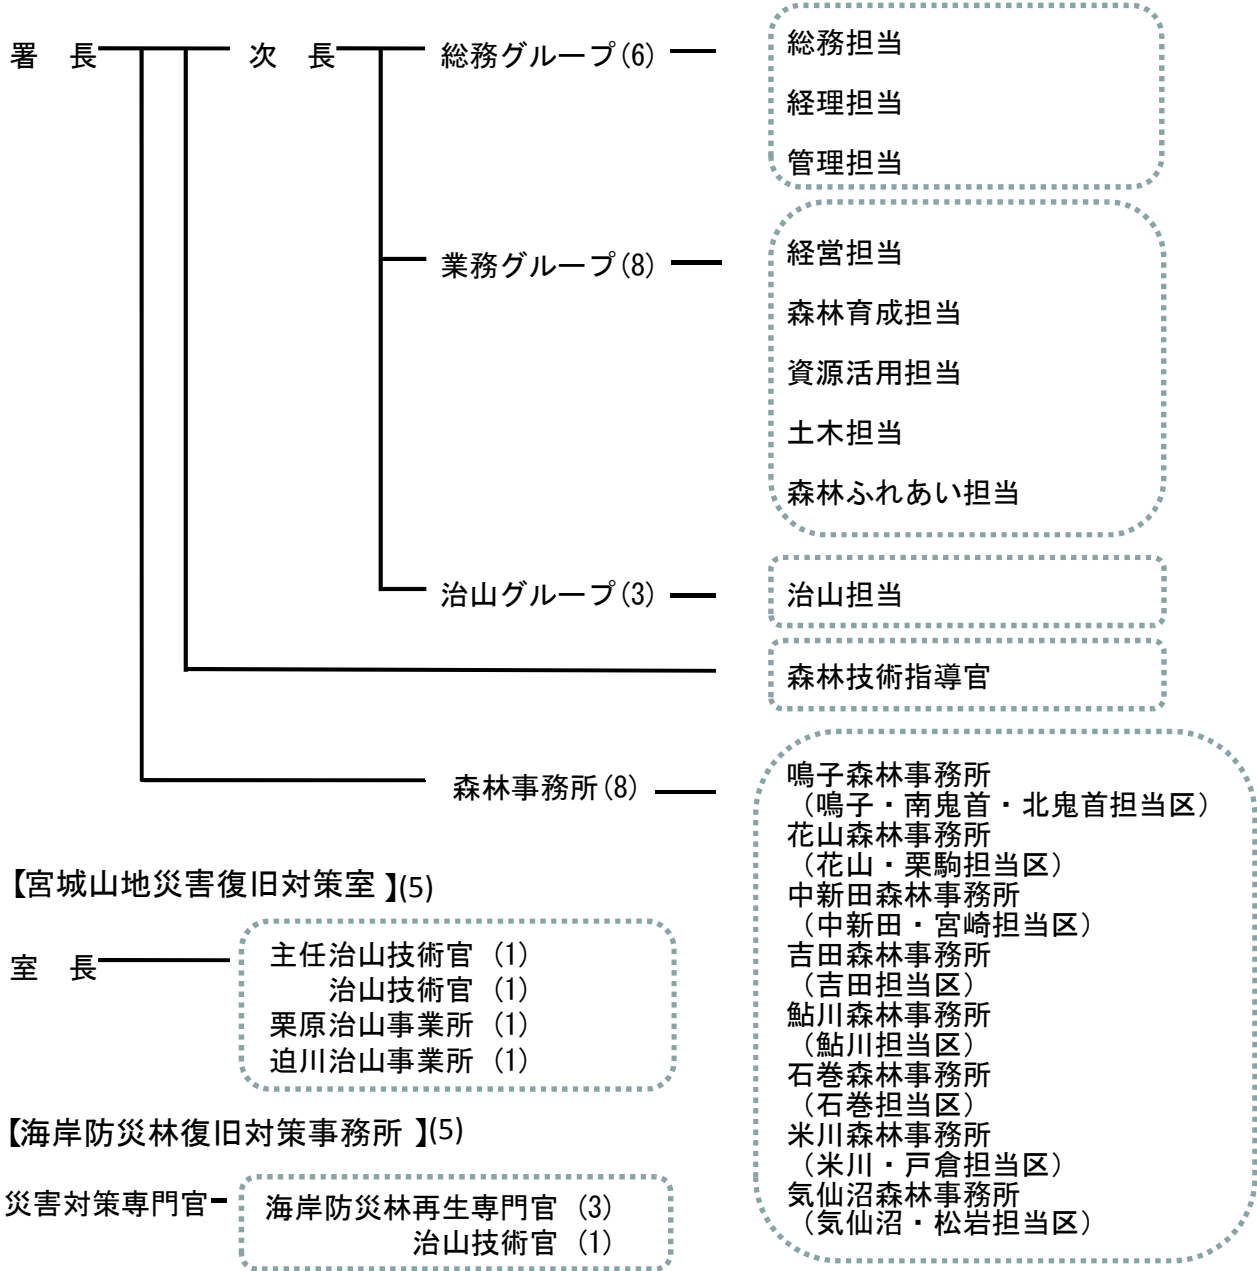 署　長
次　長
総務グループ(6)
総務担当
経理担当
管理担当
業務グループ(8)
経営担当
森林育成担当
資源活用担当
土木担当
森林ふれあい担当
治山グループ(3)
治山担当
森林技術指導官
森林事務所(8)
鳴子森林事務所
（鳴子・南鬼首・北鬼首担当区）
花山森林事務所
（花山・栗駒担当区）
中新田森林事務所
（中新田・宮崎担当区）
吉田森林事務所
（吉田担当区）
鮎川森林事務所
（鮎川担当区）
石巻森林事務所
（石巻担当区）
米川森林事務所
（米川・戸倉担当区）
気仙沼森林事務所
（気仙沼・松岩担当区）
【宮城山地災害復旧対策室】(5)
室　長
主任治山技術官 (1)
治山技術官 (1)
栗原治山事業所 (1)
迫川治山事業所 (1)
【海岸防災林復旧対策事務所】(5)
災害対策専門官
海岸防災林再生専門官 (3)
治山技術官 (1)